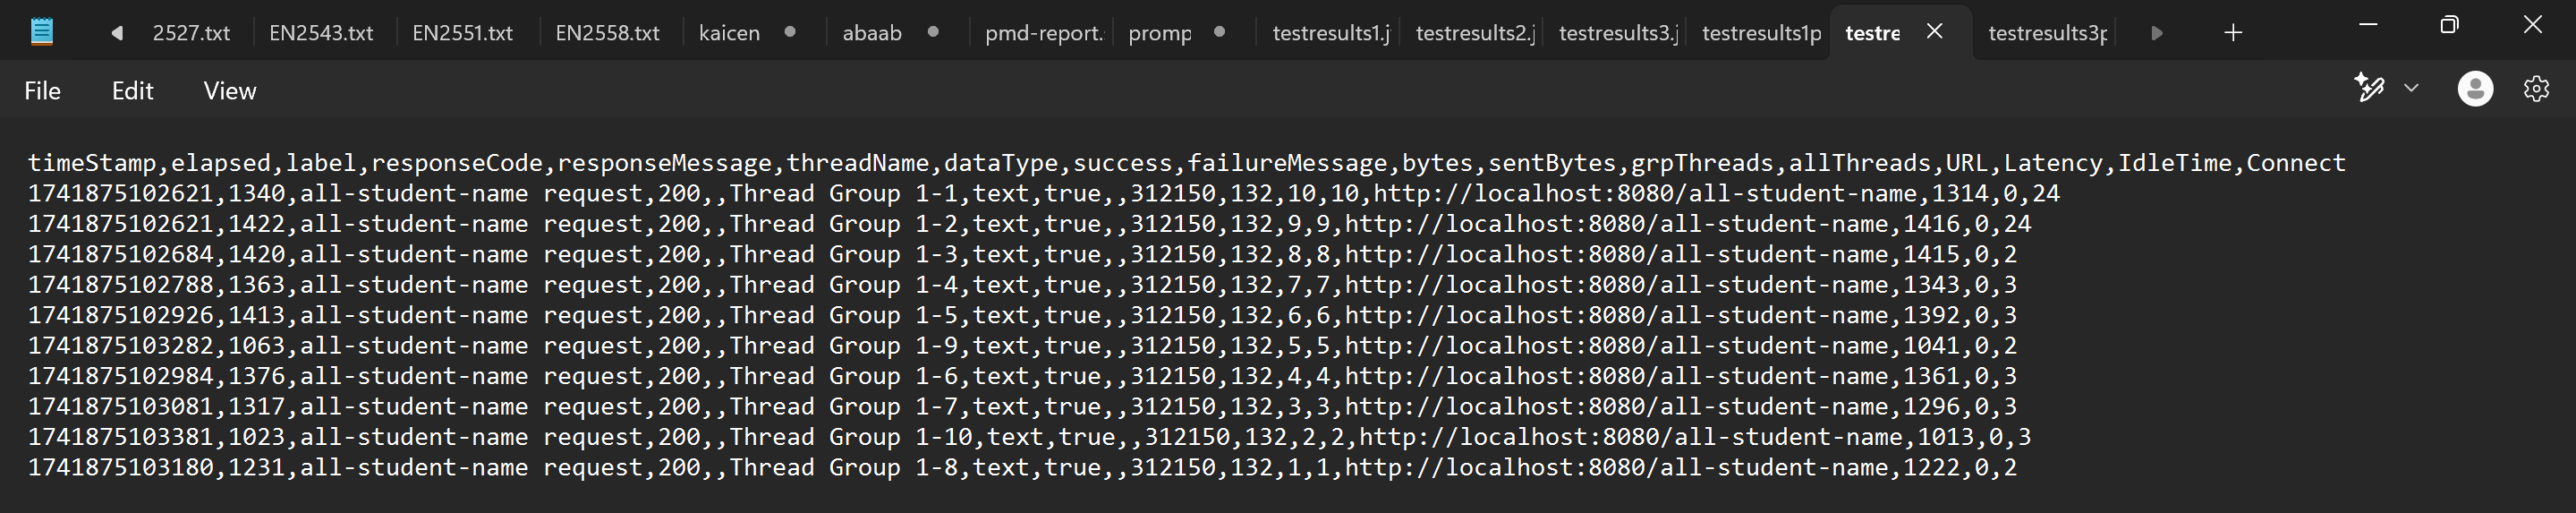 2527.txt EN2543.txt EN2551.txt EN2558.txt kaicen abaab pmd-report. promp testresults1.j testresults2.j testresults3.j testresults1p testre testresults3p
File Edit View
timeStamp,elapsed,label,responseCode,responseMessage,threadName,dataType,success,failureMessage,bytes,sentBytes,grpThreads,allThreads,URL,Latency,IdleTime,Connect
1741875102621,1340,all-student-name request,200,,Thread Group 1-1,text,true,,312150,132,10,10,http://localhost:8080/all-student-name,1314,0,24
1741875102621,1422,all-student-name request,200,,Thread Group 1-2,text,true,,312150,132,9,9,http://localhost:8080/all-student-name,1416,0,24
1741875102684,1420,all-student-name request,200,,Thread Group 1-3,text,true,,312150,132,8,8,http://localhost:8080/all-student-name,1415,0,2
1741875102788,1363,all-student-name request,200,,Thread Group 1-4,text,true,,312150,132,7,7,http://localhost:8080/all-student-name,1343,0,3
1741875102926,1413,all-student-name request,200,,Thread Group 1-5,text,true,,312150,132,6,6,http://localhost:8080/all-student-name,1392,0,3
1741875103282,1063,all-student-name request,200,,Thread Group 1-9,text,true,,312150,132,5,5,http://localhost:8080/all-student-name,1041,0,2
1741875102984,1376,all-student-name request,200,,Thread Group 1-6,text,true,,312150,132,4,4,http://localhost:8080/all-student-name,1361,0,3
1741875103081,1317,all-student-name request,200,,Thread Group 1-7,text,true,,312150,132,3,3,http://localhost:8080/all-student-name,1296,0,3
1741875103381,1023,all-student-name request,200,,Thread Group 1-10,text,true,,312150,132,2,2,http://localhost:8080/all-student-name,1013,0,3
1741875103180,1231,all-student-name request,200,,Thread Group 1-8,text,true,,312150,132,1,1,http://localhost:8080/all-student-name,1222,0,2